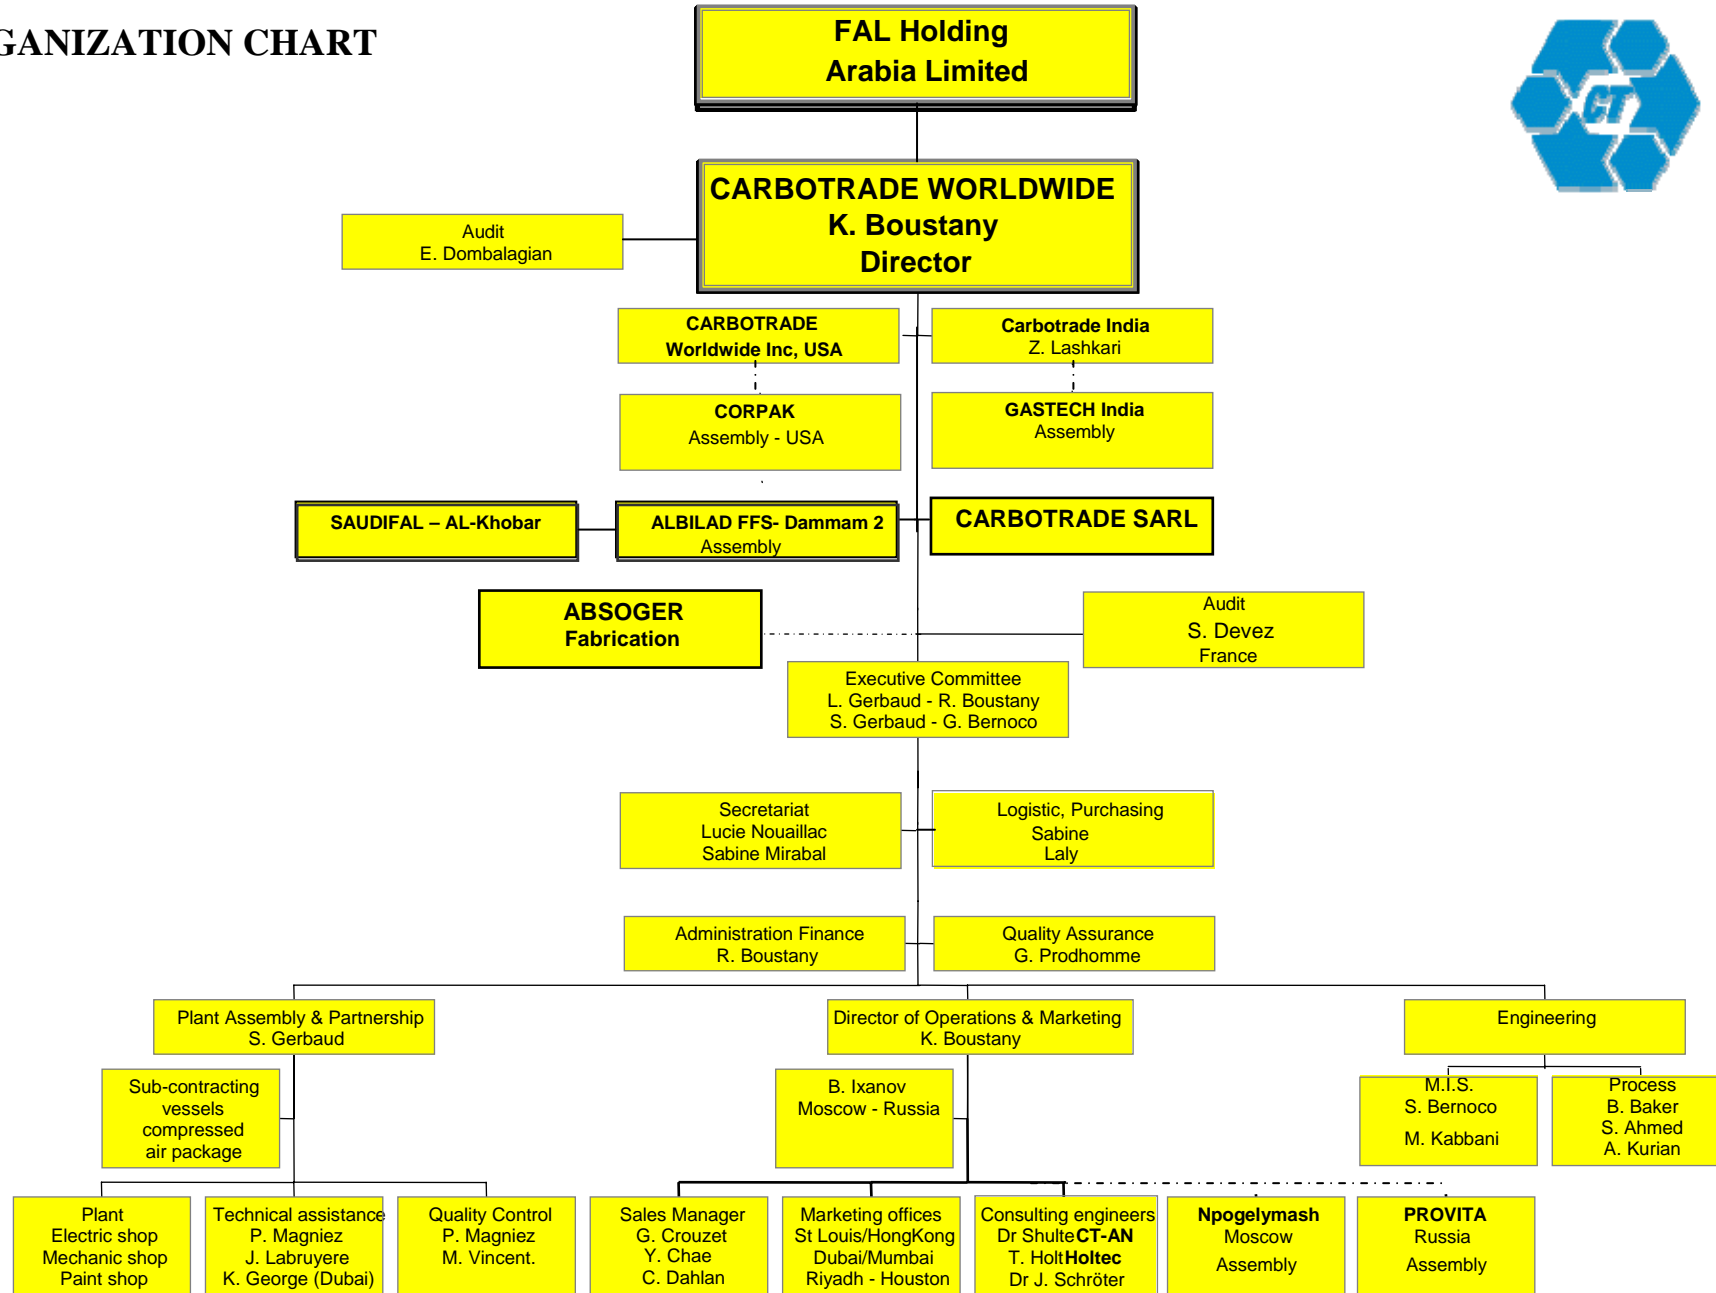 GANIZATION CHART
FAL Holding
Arabia Limited
CT
CARBOTRADE WORLDWIDE
K. Boustany
Director
Audit
E. Dombalagian
CARBOTRADE
Worldwide Inc, USA
Carbotrade India
Z. Lashkari
CORPAK
Assembly - USA
GASTECH India
Assembly
SAUDIFAL – AL-Khobar
ALBILAD FFS- Dammam 2
Assembly
CARBOTRADE SARL
ABSOGER
Fabrication
Audit
S. Devez
France
Executive Committee
L. Gerbaud - R. Boustany
S. Gerbaud - G. Bernoco
Secretariat
Lucie Nouaillac
Sabine Mirabal
Logistic, Purchasing
Sabine
Laly
Administration Finance
R. Boustany
Quality Assurance
G. Prodhomme
Plant Assembly & Partnership
S. Gerbaud
Director of Operations & Marketing
K. Boustany
Engineering
Sub-contracting
vessels
compressed
air package
B. Ixanov
Moscow - Russia
M.I.S.
S. Bernoco
M. Kabbani
Process
B. Baker
S. Ahmed
A. Kurian
Plant
Electric shop
Mechanic shop
Paint shop
Technical assistance
P. Magniez
J. Labruyere
K. George (Dubai)
Quality Control
P. Magniez
M. Vincent.
Sales Manager
G. Crouzet
Y. Chae
C. Dahlan
Marketing offices
St Louis/HongKong
Dubai/Mumbai
Riyadh - Houston
Consulting engineers
Dr Shulte CT-AN
T. Holt Holtec
Dr J. Schröter
Npogelymash
Moscow
Assembly
PROVITA
Russia
Assembly